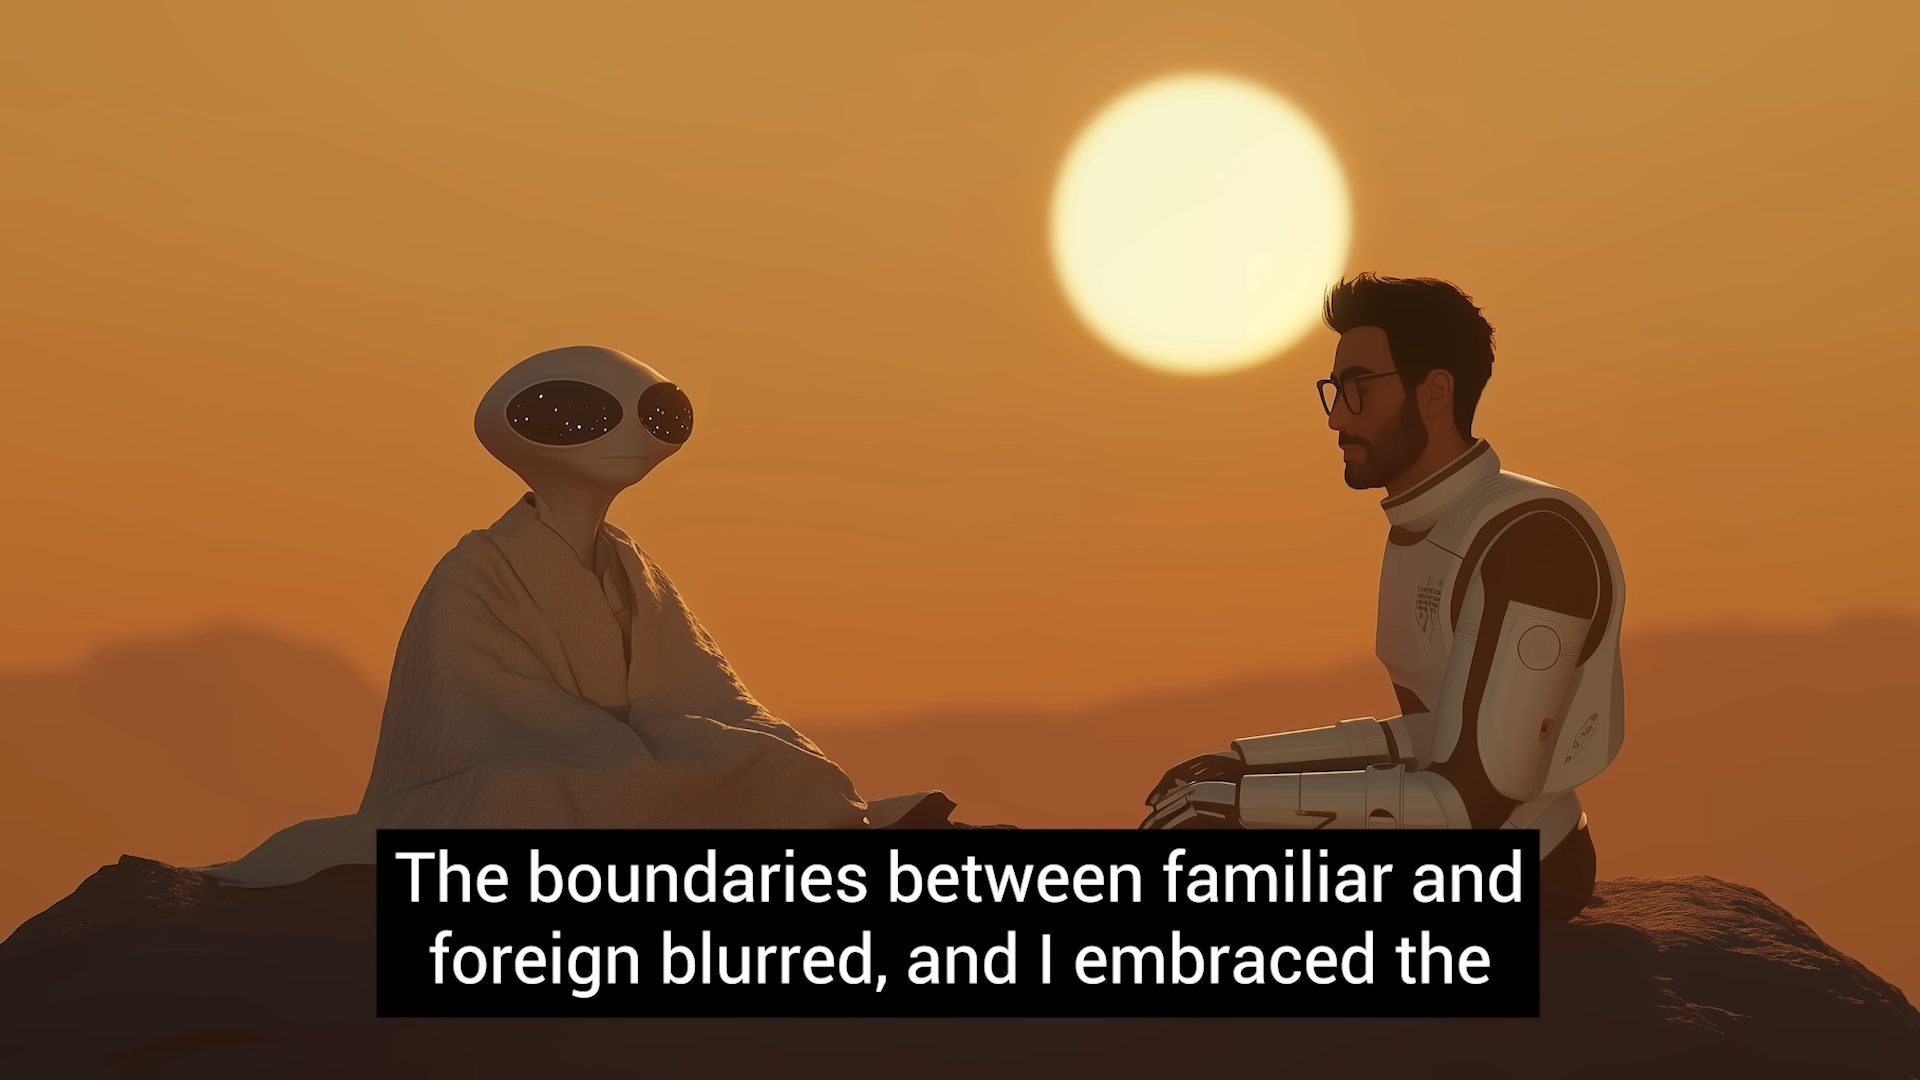 The boundaries between familiar and
foreign blurred, and I embraced the